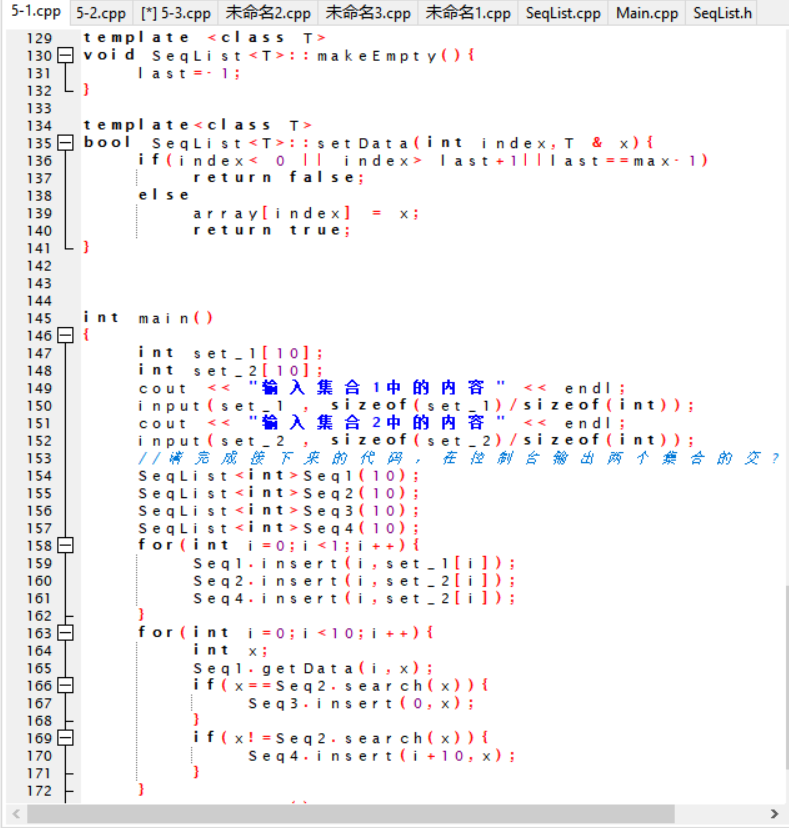 5-1.cpp 5-2.cpp [*] 5-3.cpp 未命名2.cpp 未命名3.cpp 未命名1.cpp SeqList.cpp Main.cpp SeqList.h
129 template <class T>
130 void SeqList<T>::makeEmpty(){
131 last=-1;
132 }
133
134 template<class T>
135 bool SeqList<T>::setData(int index,T & x){
136 if(index< 0 || index> last+1||last==max-1)
137 return false;
138 else
139 array[index] = x;
140 return true;
141 }
142
143
144
145 int main()
146 {
147 int set_1[10];
148 int set_2[10];
149 cout << "输入集合1中的内容" << endl;
150 input(set_1 , sizeof(set_1)/sizeof(int));
151 cout << "输入集合2中的内容" << endl;
152 input(set_2 , sizeof(set_2)/sizeof(int));
153 //请完成接下来的代码，在控制台输出两个集合的交?
154 SeqList<int>Seq1(10);
155 SeqList<int>Seq2(10);
156 SeqList<int>Seq3(10);
157 SeqList<int>Seq4(10);
158 for(int i=0;i<1;i++){
159 Seq1.insert(i,set_1[i]);
160 Seq2.insert(i,set_2[i]);
161 Seq4.insert(i,set_2[i]);
162 }
163 for(int i=0;i<10;i++){
164 int x;
165 Seq1.getData(i,x);
166 if(x==Seq2.search(x)){
167 Seq3.insert(0,x);
168 }
169 if(x!=Seq2.search(x)){
170 Seq4.insert(i+10,x);
171 }
172 }